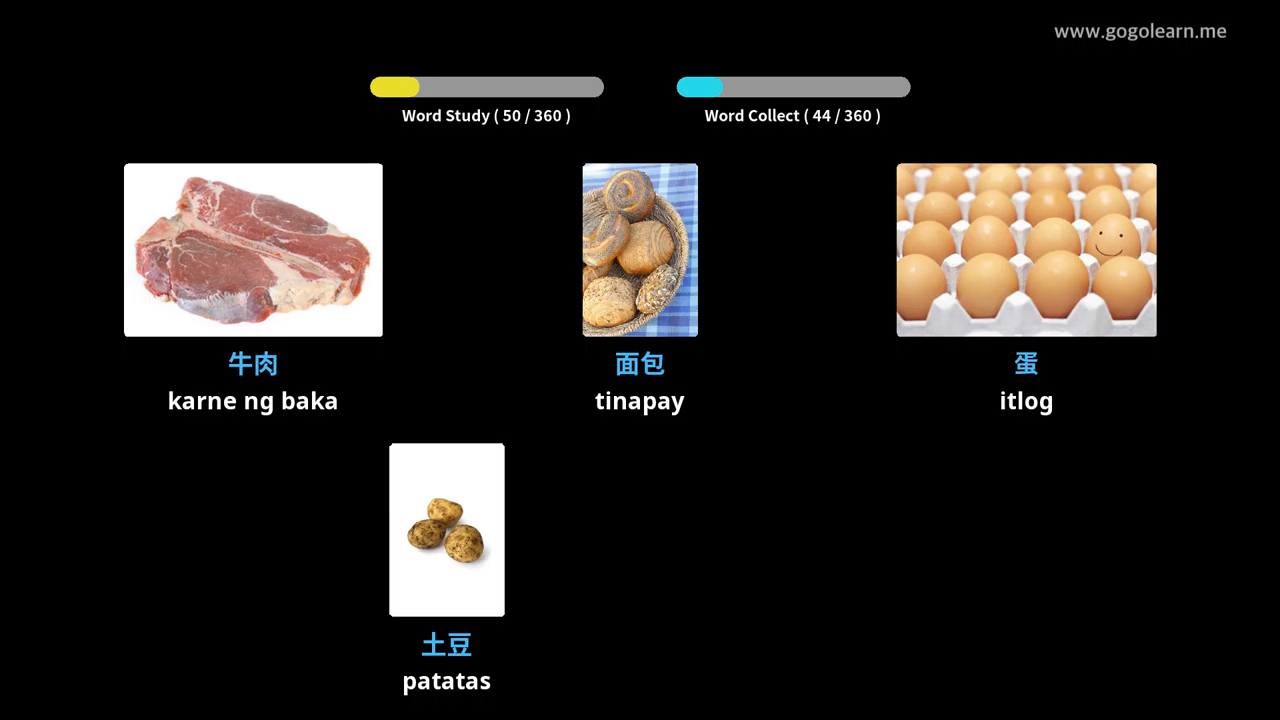 www.gogolearn.me
Word Study ( 50 / 360 )
Word Collect ( 44 / 360 )
牛肉
karne ng baka
面包
tinapay
蛋
itlog
土豆
patatas